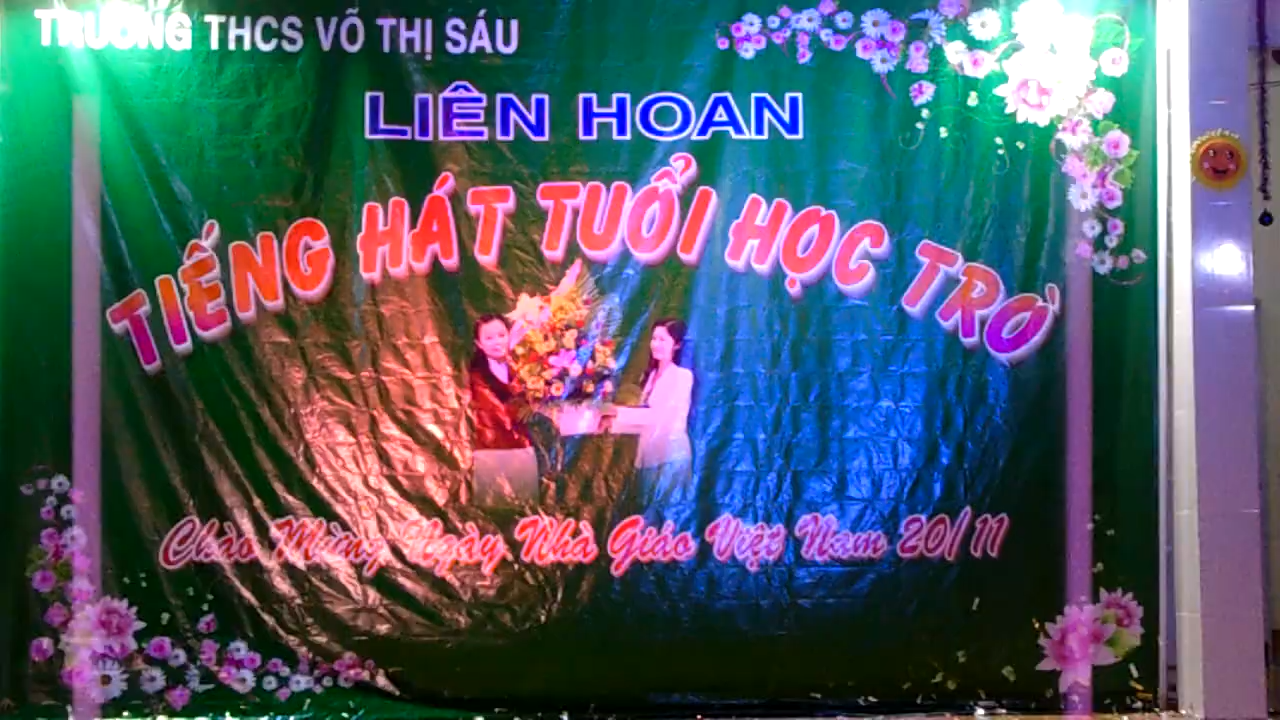 TRƯỜNG THCS VÕ THỊ SÁU
LIÊN HOAN
TIẾNG HÁT TUỔI HỌC TRÒ
Chào Mừng Ngày Nhà Giáo Việt Nam 20/11